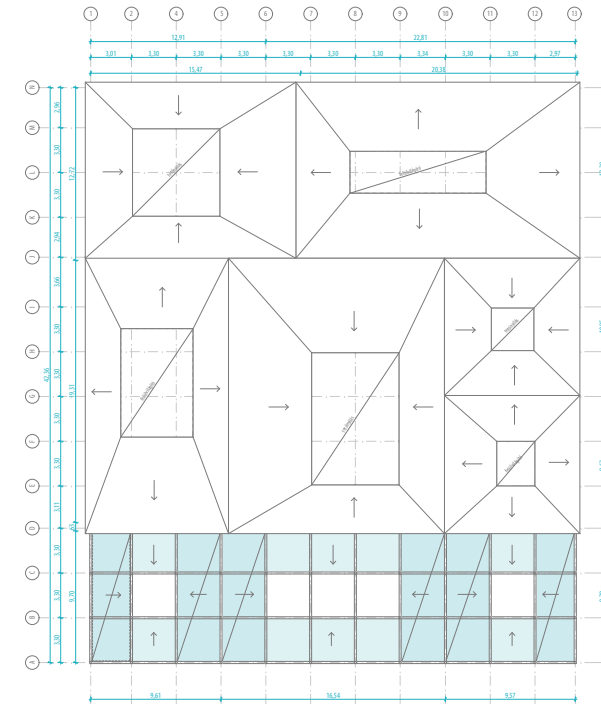 1 2 4 5 6 7 8 9 10 11 12 13
12,91 22,81
3,01 3,30 3,30 3,30 3,30 3,30 3,30 3,34 3,30 3,30 2,97
15,47 20,38
N
2,96
M
3,30
L
12,72
3,30
K
2,94
J
3,66
I
3,30
H
42,36
3,30
G
19,31
3,30
F
3,30
E
3,11
D
3,30
C
3,30
9,70
B
3,30
A
9,61 16,54 9,57